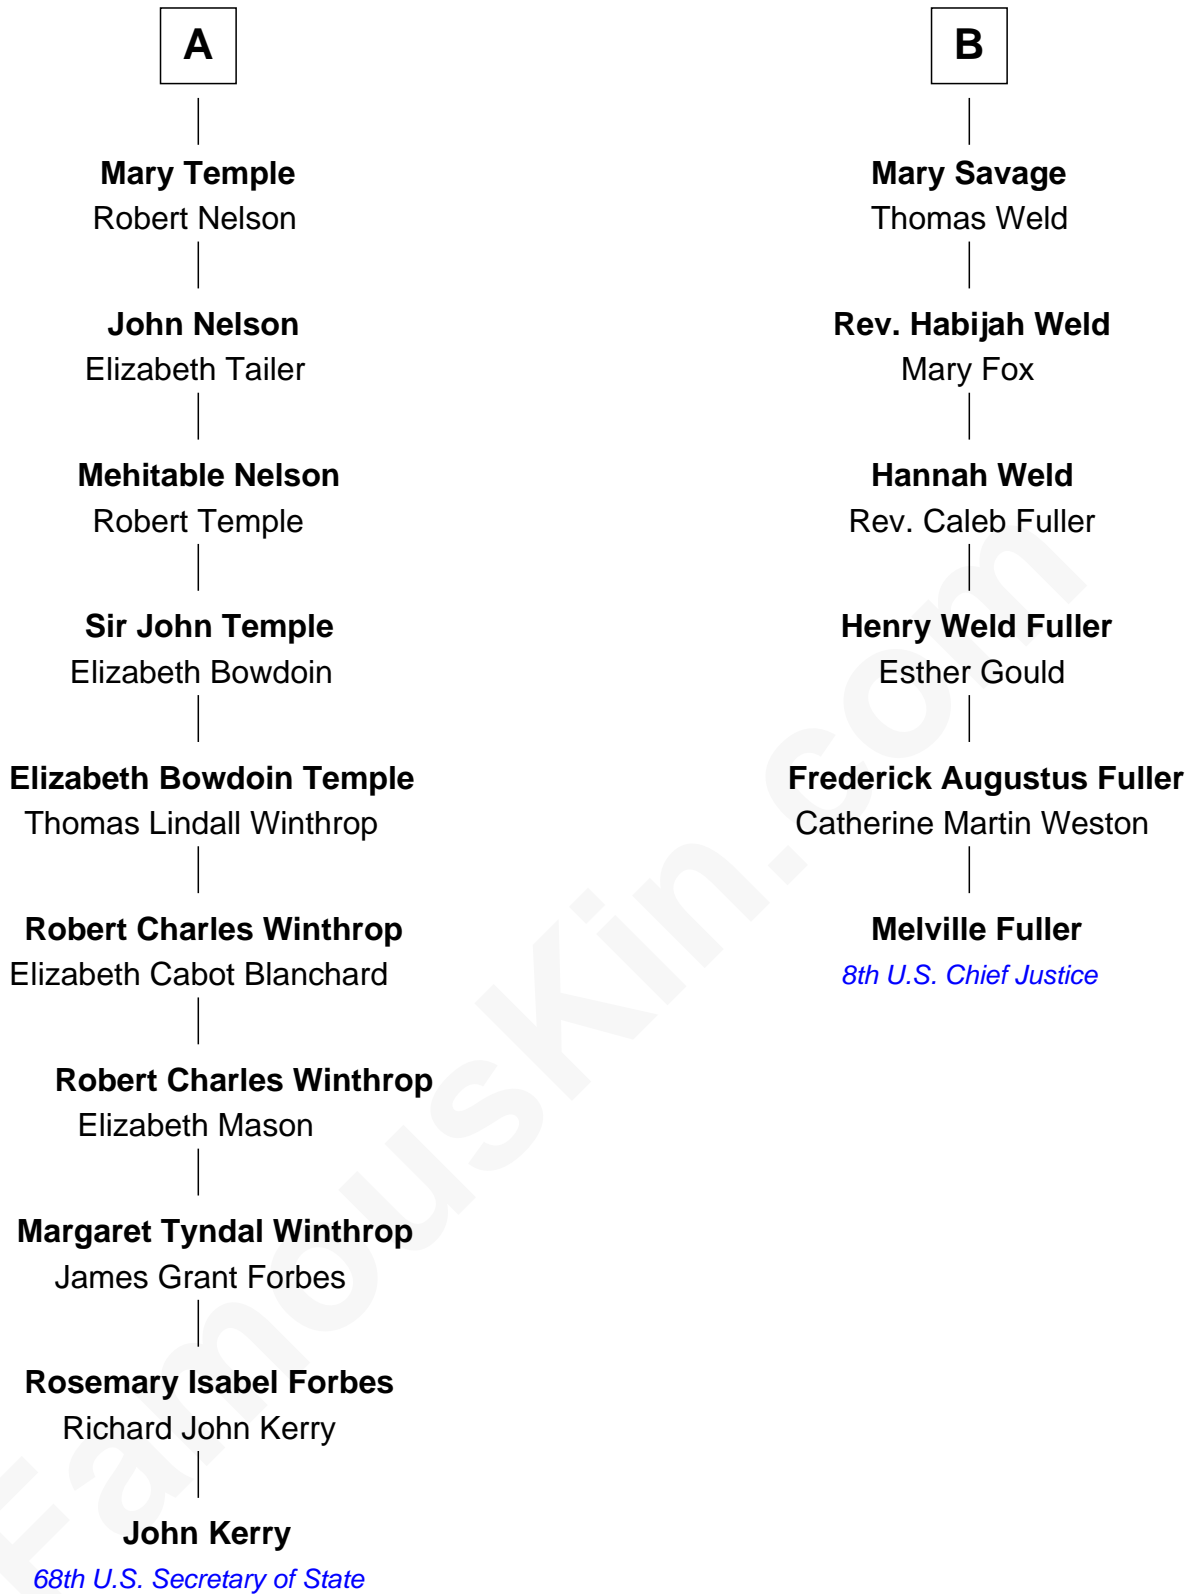 A
Mary Temple
Robert Nelson
John Nelson
Elizabeth Tailer
Mehitable Nelson
Robert Temple
Sir John Temple
Elizabeth Bowdoin
Elizabeth Bowdoin Temple
Thomas Lindall Winthrop
Robert Charles Winthrop
Elizabeth Cabot Blanchard
Robert Charles Winthrop
Elizabeth Mason
Margaret Tyndal Winthrop
James Grant Forbes
Rosemary Isabel Forbes
Richard John Kerry
John Kerry
68th U.S. Secretary of State
B
Mary Savage
Thomas Weld
Rev. Habijah Weld
Mary Fox
Hannah Weld
Rev. Caleb Fuller
Henry Weld Fuller
Esther Gould
Frederick Augustus Fuller
Catherine Martin Weston
Melville Fuller
8th U.S. Chief Justice
FamousKin.com